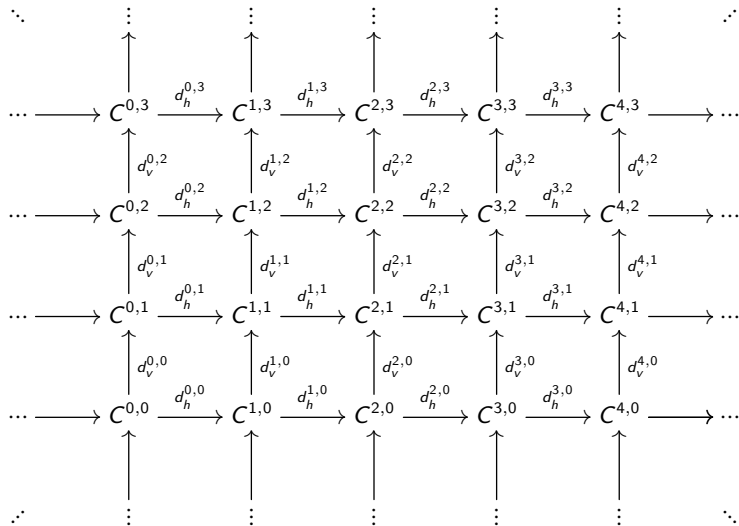 ⋱ ⋮ ⋮ ⋮ ⋮ ⋮ ⋰
d_h^{0,3} d_h^{1,3} d_h^{2,3} d_h^{3,3}
⋯ C^{0,3} C^{1,3} C^{2,3} C^{3,3} C^{4,3} ⋯
d_v^{0,2} d_v^{1,2} d_v^{2,2} d_v^{3,2} d_v^{4,2}
d_h^{0,2} d_h^{1,2} d_h^{2,2} d_h^{3,2}
⋯ C^{0,2} C^{1,2} C^{2,2} C^{3,2} C^{4,2} ⋯
d_v^{0,1} d_v^{1,1} d_v^{2,1} d_v^{3,1} d_v^{4,1}
d_h^{0,1} d_h^{1,1} d_h^{2,1} d_h^{3,1}
⋯ C^{0,1} C^{1,1} C^{2,1} C^{3,1} C^{4,1} ⋯
d_v^{0,0} d_v^{1,0} d_v^{2,0} d_v^{3,0} d_v^{4,0}
d_h^{0,0} d_h^{1,0} d_h^{2,0} d_h^{3,0}
⋯ C^{0,0} C^{1,0} C^{2,0} C^{3,0} C^{4,0} ⋯
⋰ ⋮ ⋮ ⋮ ⋮ ⋮ ⋱